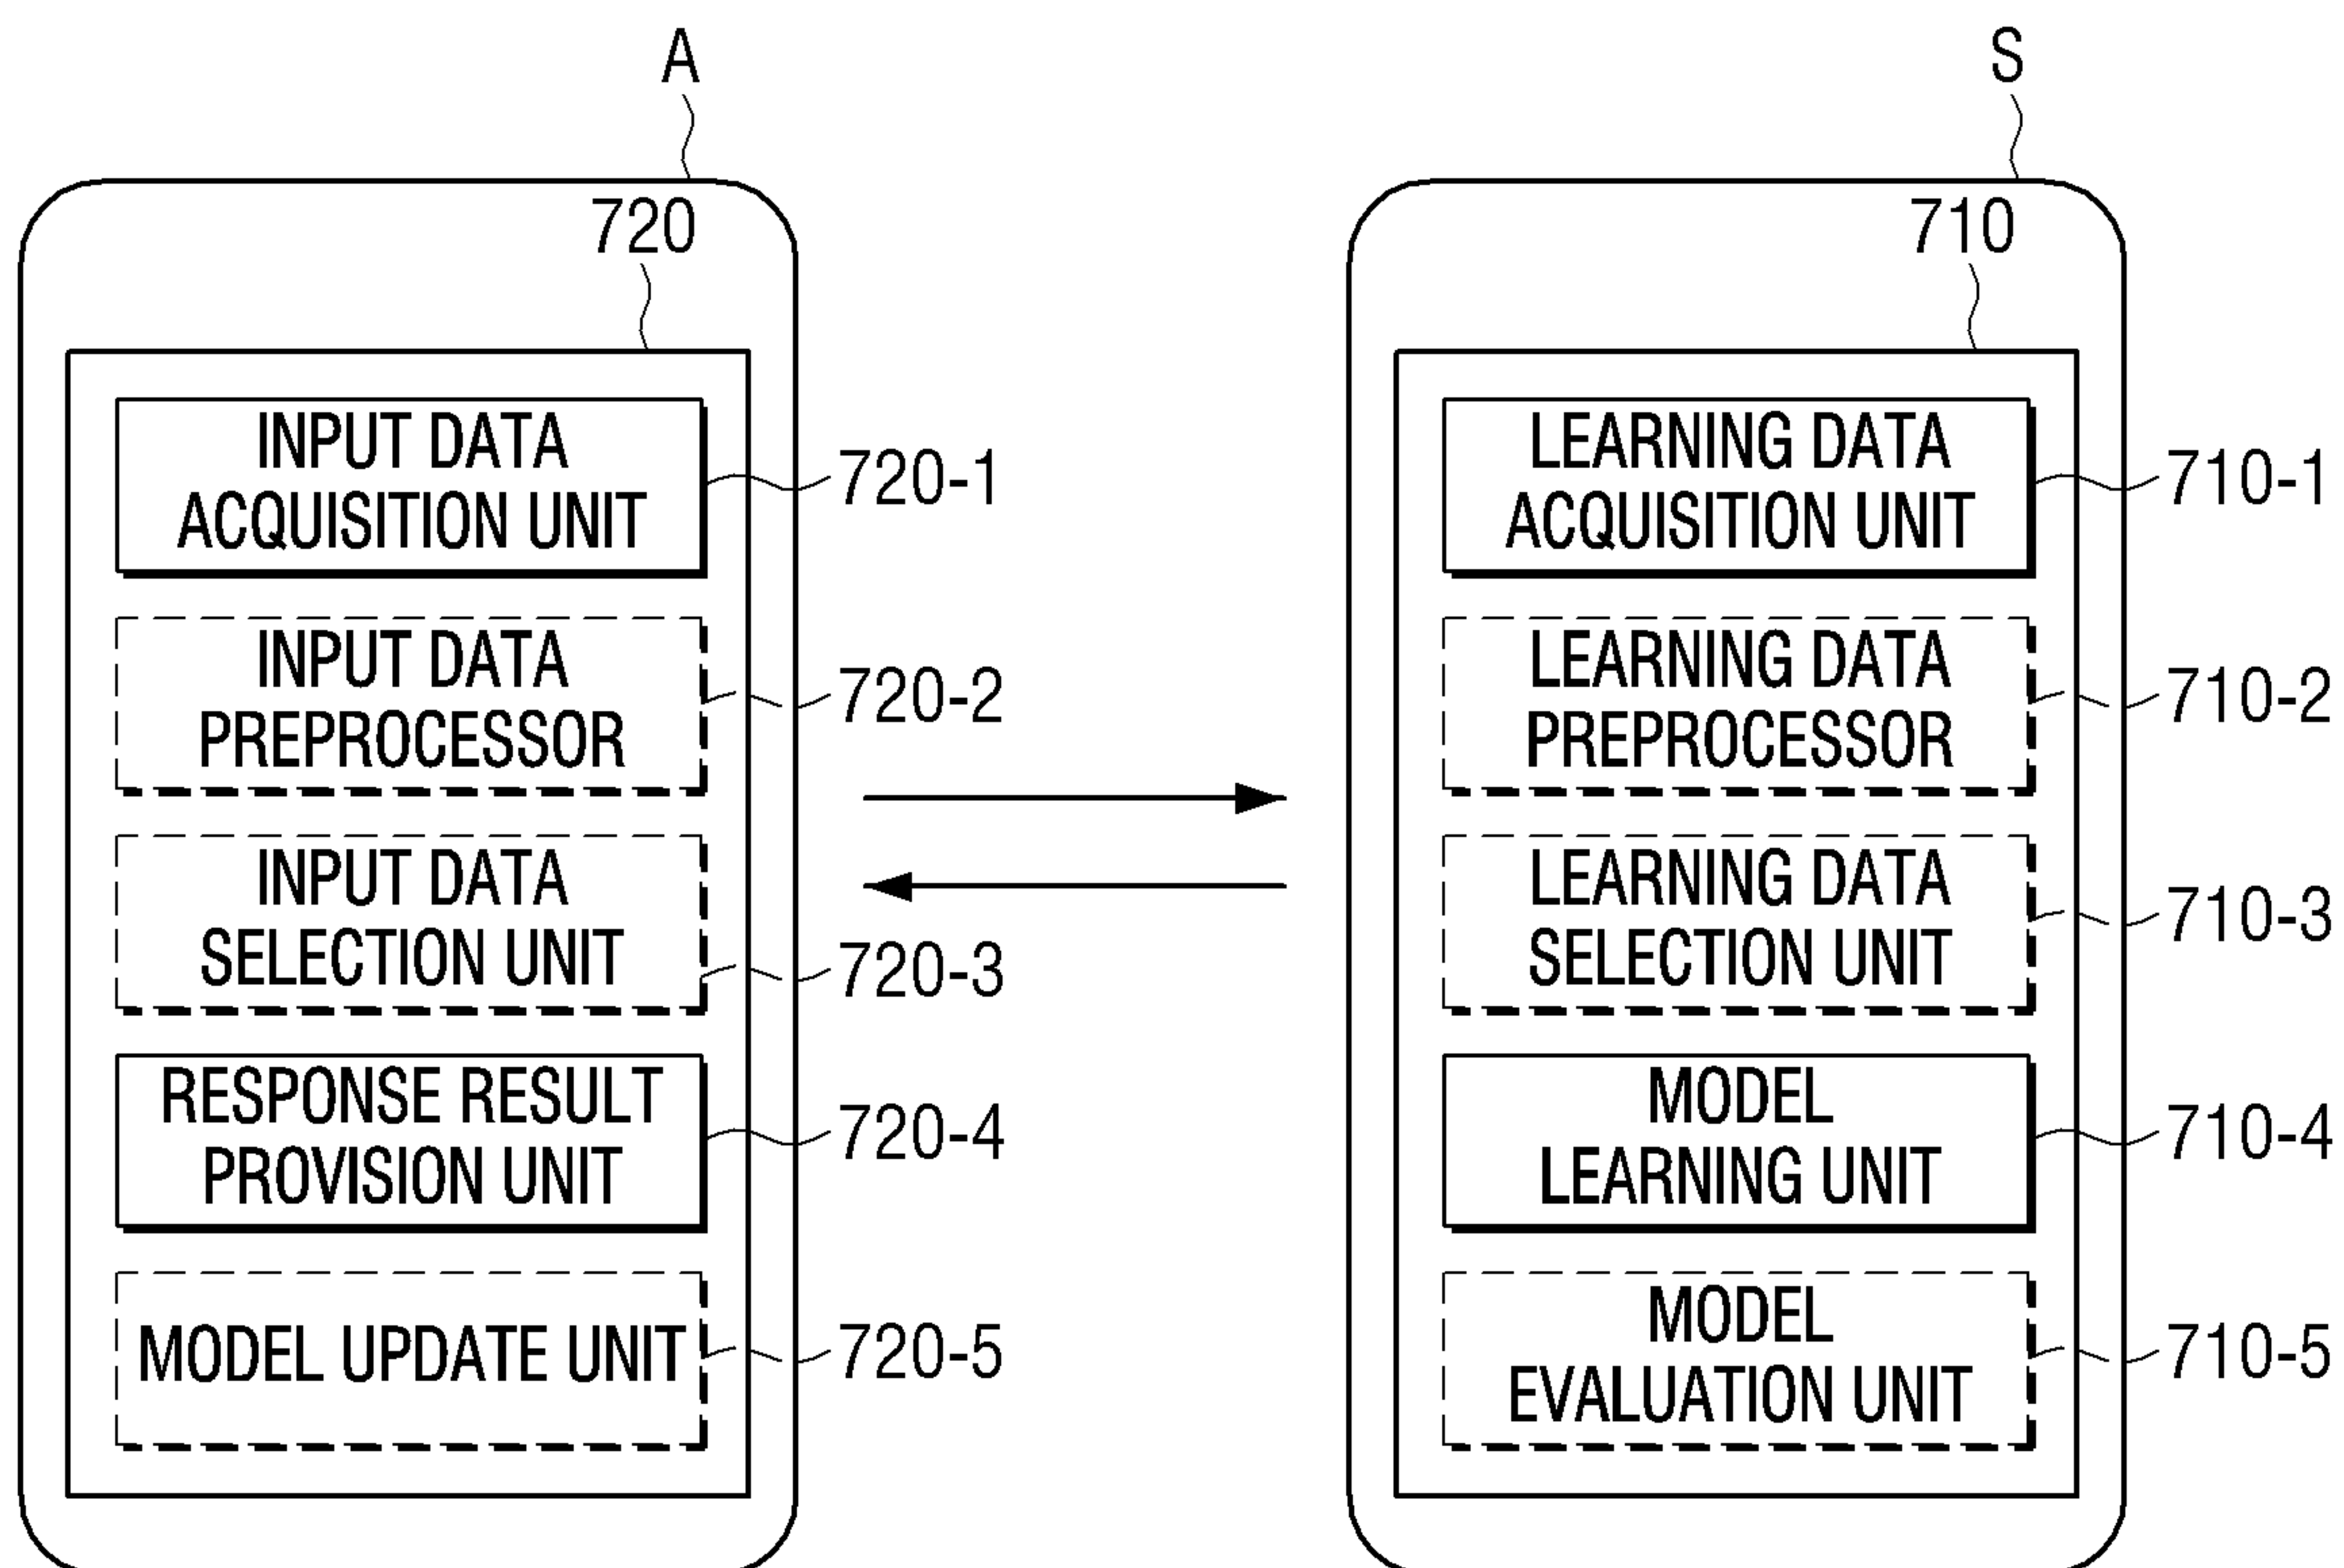 A
720
INPUT DATA
ACQUISITION UNIT
720-1
INPUT DATA
PREPROCESSOR
720-2
INPUT DATA
SELECTION UNIT
720-3
RESPONSE RESULT
PROVISION UNIT
720-4
MODEL UPDATE UNIT
720-5
S
710
LEARNING DATA
ACQUISITION UNIT
710-1
LEARNING DATA
PREPROCESSOR
710-2
LEARNING DATA
SELECTION UNIT
710-3
MODEL
LEARNING UNIT
710-4
MODEL
EVALUATION UNIT
710-5